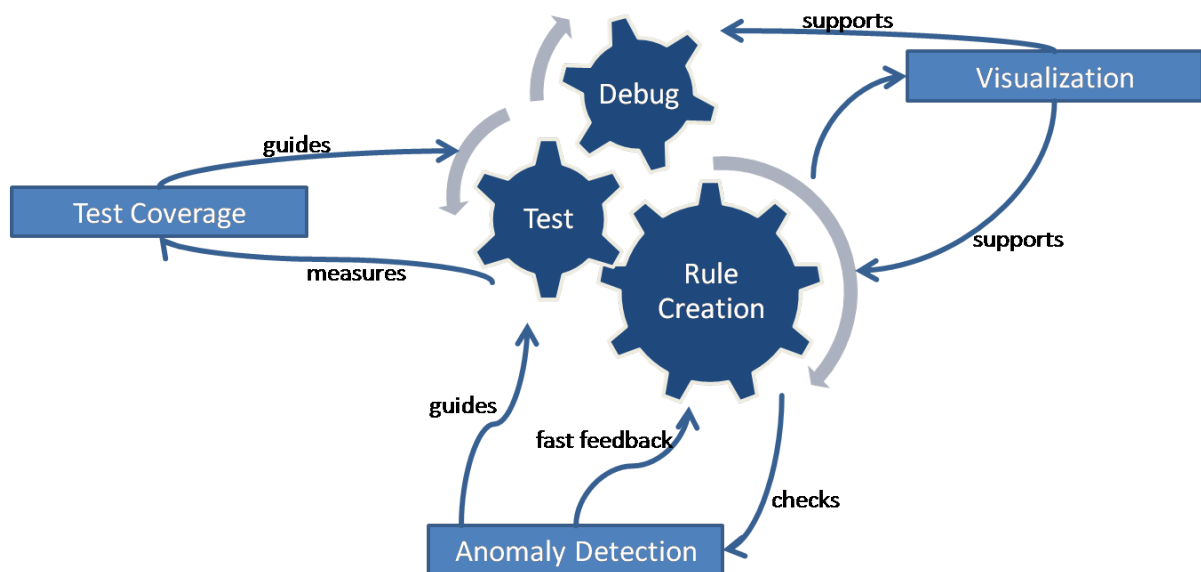 supports
Debug
Visualization
guides
Test Coverage
Test
supports
measures
Rule
Creation
guides
fast feedback
checks
Anomaly Detection